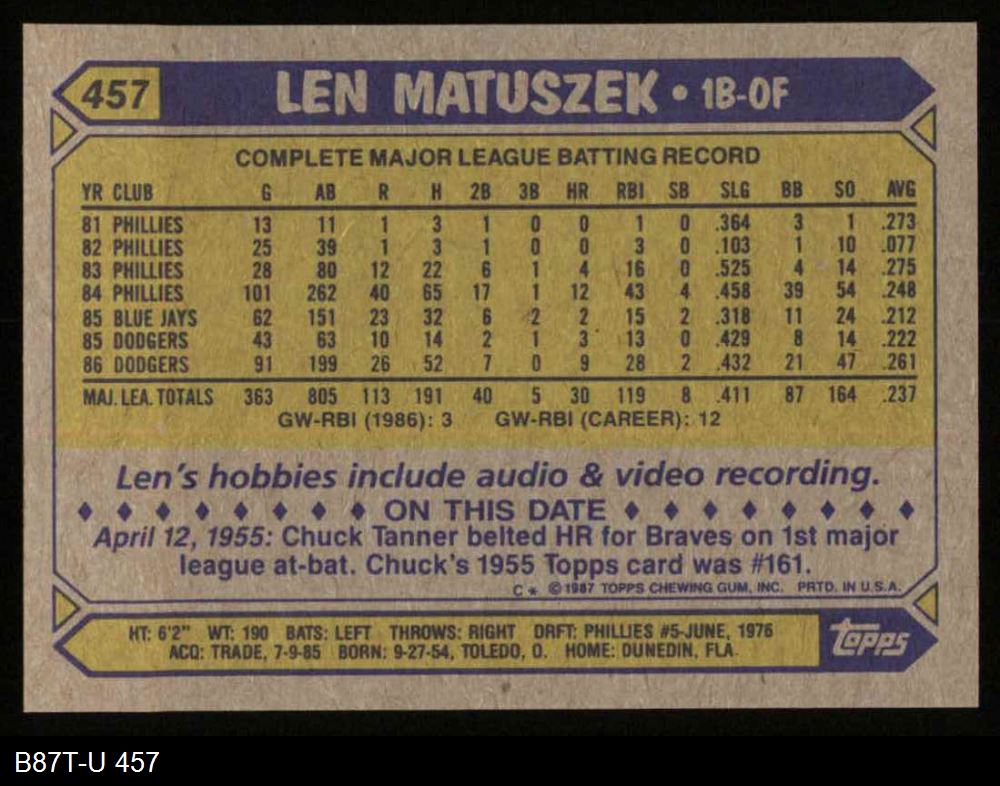 457 LEN MATUSZEK • 1B-OF
COMPLETE MAJOR LEAGUE BATTING RECORD
YR CLUB G AB R H 2B 3B HR RBI SB SLG BB SO AVG
81 PHILLIES 13 11 1 3 1 0 0 1 0 .364 3 1 .273
82 PHILLIES 25 39 1 3 1 0 0 3 0 .103 1 10 .077
83 PHILLIES 28 80 12 22 6 1 4 16 0 .525 4 14 .275
84 PHILLIES 101 262 40 65 17 1 12 43 4 .458 39 54 .248
85 BLUE JAYS 62 151 23 32 6 2 2 15 2 .318 11 24 .212
85 DODGERS 43 63 10 14 2 1 3 13 0 .429 8 14 .222
86 DODGERS 91 199 26 52 7 0 9 28 2 .432 21 47 .261
MAJ. LEA. TOTALS 363 805 113 191 40 5 30 119 8 .411 87 164 .237
GW-RBI (1986): 3 GW-RBI (CAREER): 12
Len's hobbies include audio & video recording.
♦ ♦ ♦ ♦ ♦ ♦ ♦ ♦ ON THIS DATE ♦ ♦ ♦ ♦ ♦ ♦ ♦ ♦
April 12, 1955: Chuck Tanner belted HR for Braves on 1st major
league at-bat. Chuck's 1955 Topps card was #161.
C * © 1987 TOPPS CHEWING GUM, INC. PRTD. IN U.S.A.
HT: 6'2" WT: 190 BATS: LEFT THROWS: RIGHT DRFT: PHILLIES #5-JUNE, 1976
ACQ: TRADE, 7-9-85 BORN: 9-27-54, TOLEDO, O. HOME: DUNEDIN, FLA.
topps
B87T-U 457